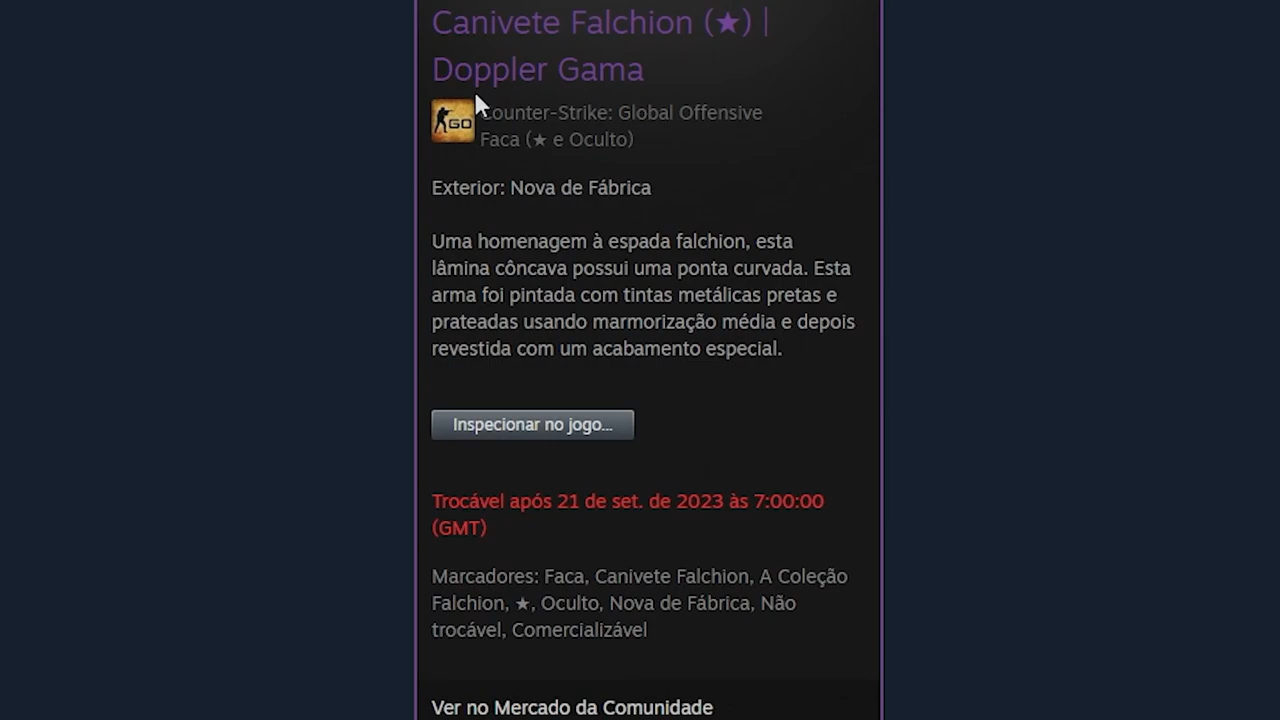 Canivete Falchion (★) |
Doppler Gama
GO
Counter-Strike: Global Offensive
Faca (★ e Oculto)
Exterior: Nova de Fábrica
Uma homenagem à espada falchion, esta
lâmina côncava possui uma ponta curvada. Esta
arma foi pintada com tintas metálicas pretas e
prateadas usando marmorização média e depois
revestida com um acabamento especial.
Inspecionar no jogo...
Trocável após 21 de set. de 2023 às 7:00:00
(GMT)
Marcadores: Faca, Canivete Falchion, A Coleção
Falchion, ★, Oculto, Nova de Fábrica, Não
trocável, Comercializável
Ver no Mercado da Comunidade